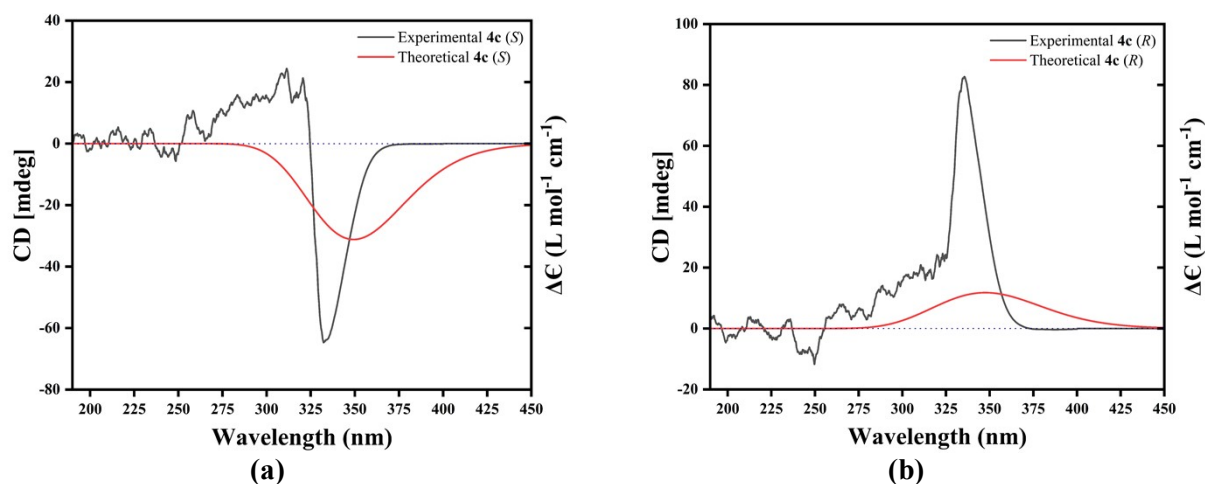 40
20
0
-20
-40
-60
-80
CD [mdeg]
Experimental 4c (S)
Theoretical 4c (S)
ΔЄ (L mol⁻¹ cm⁻¹)
200 225 250 275 300 325 350 375 400 425 450
Wavelength (nm)
(a)
100
80
60
40
20
0
-20
CD [mdeg]
Experimental 4c (R)
Theoretical 4c (R)
ΔЄ (L mol⁻¹ cm⁻¹)
200 225 250 275 300 325 350 375 400 425 450
Wavelength (nm)
(b)